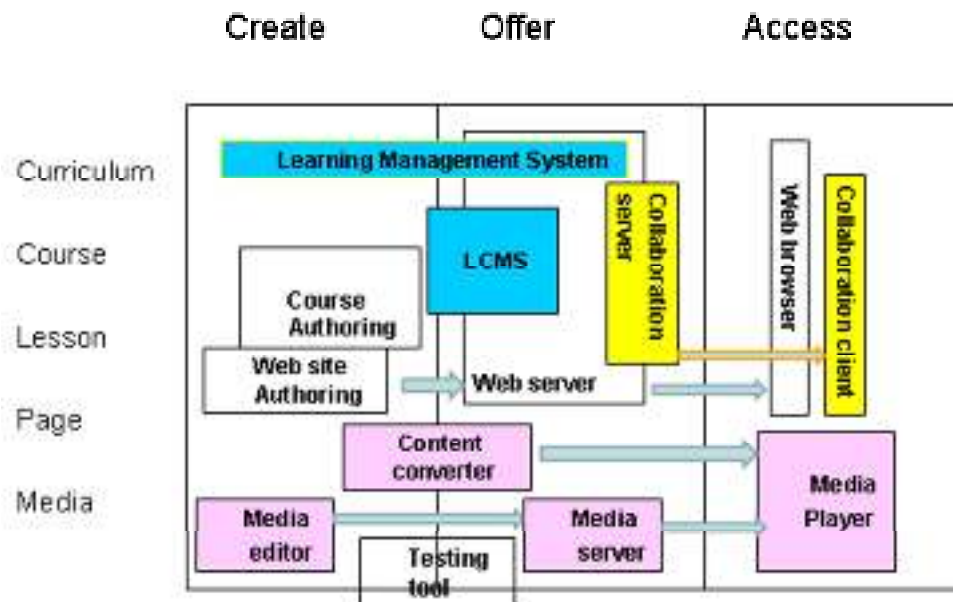 Create Offer Access
Curriculum
Course
Lesson
Page
Media
Learning Management System
LCMS
Collaboration
server
Course
Authoring
Web site
Authoring
Web server
Web browser
Collaboration client
Content
converter
Media
editor
Media
server
Testing
tool
Media
Player